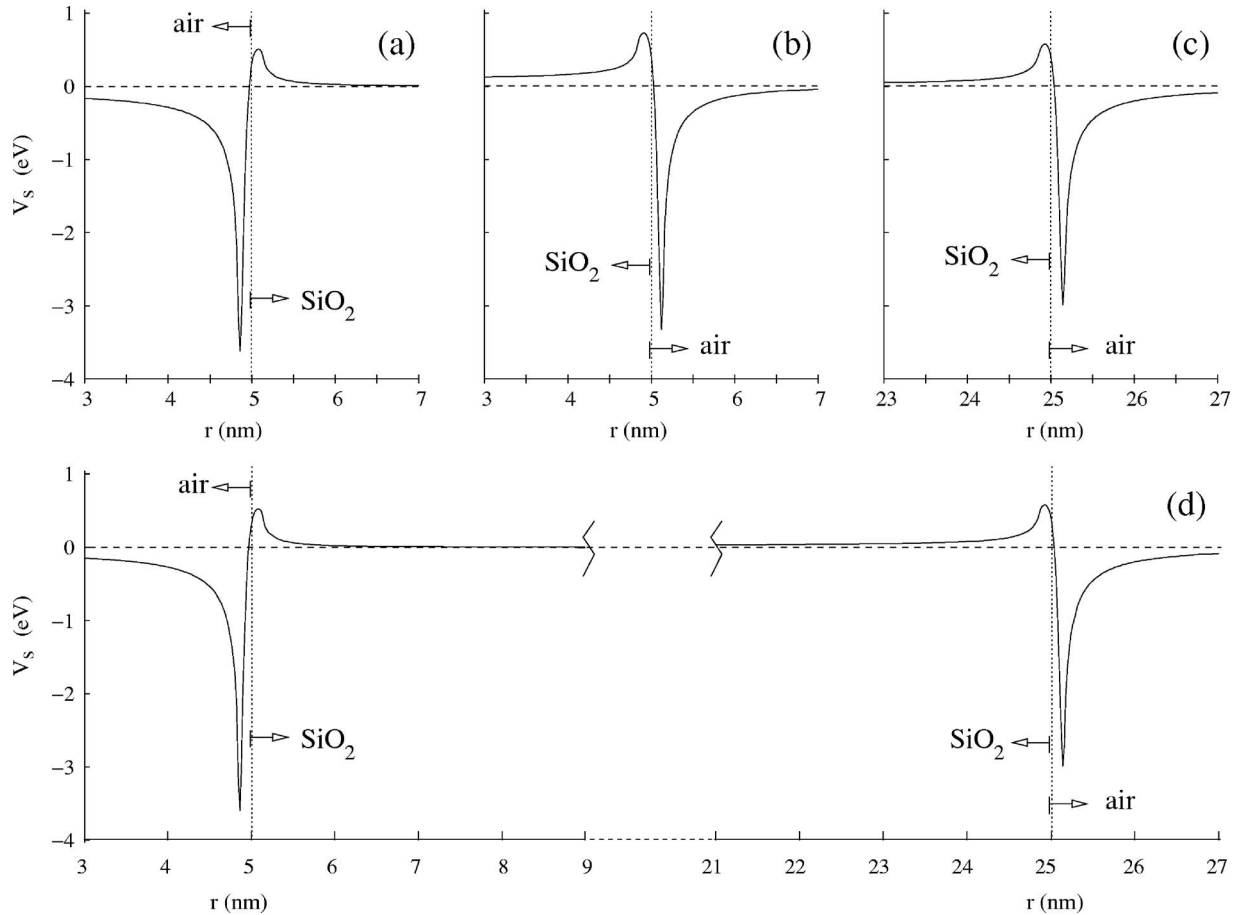 1
air
(a)
(b)
(c)
0
−1
V_s (eV)
−2
SiO₂
SiO₂
SiO₂
−3
air
air
−4
3 4 5 6 7
3 4 5 6 7
23 24 25 26 27
r (nm)
r (nm)
r (nm)
1
air
(d)
0
−1
V_s (eV)
−2
SiO₂
SiO₂
−3
air
−4
3 4 5 6 7 8 9 21 22 23 24 25 26 27
r (nm)
r (nm)